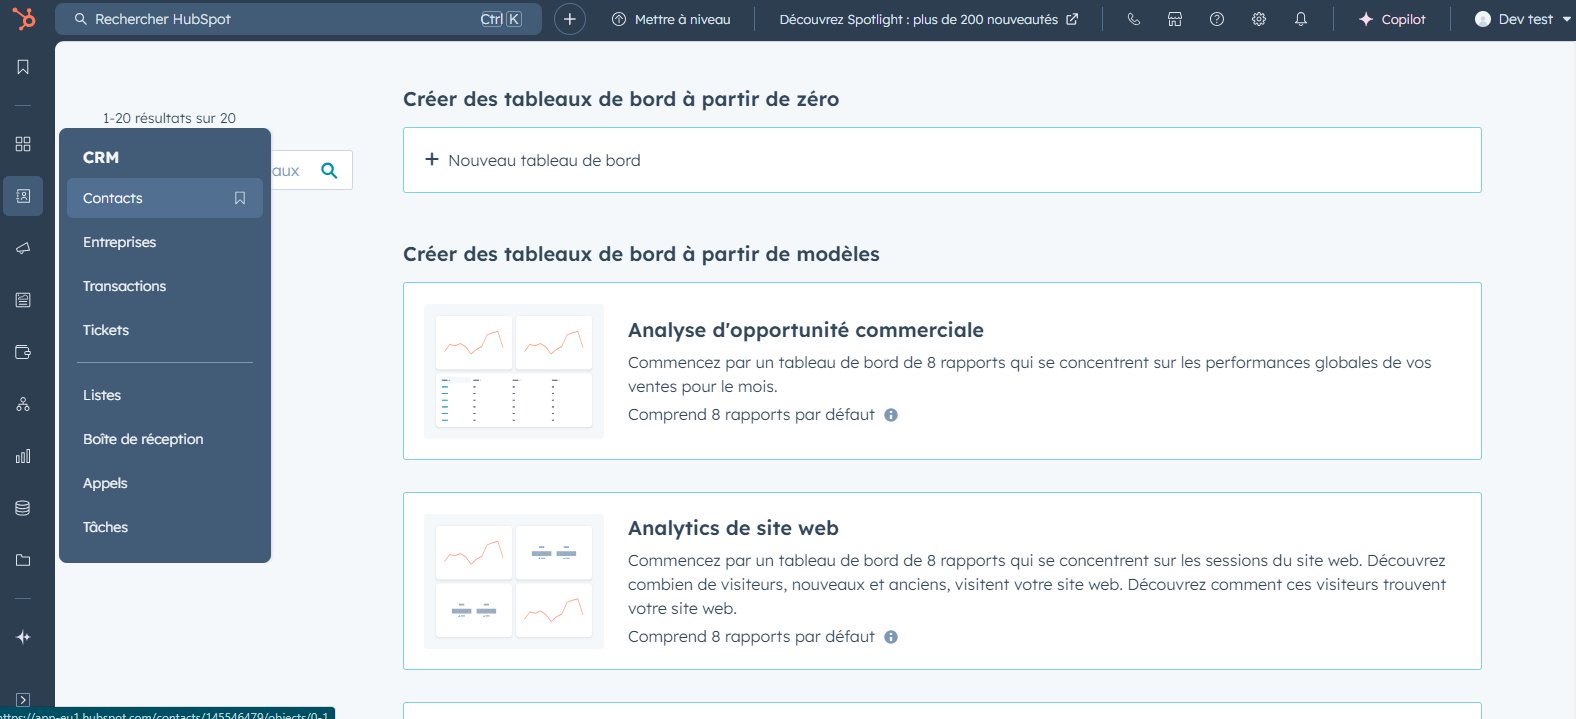 Rechercher HubSpot
Ctrl K
Mettre à niveau
Découvrez Spotlight : plus de 200 nouveautés
Copilot
Dev test
1-20 résultats sur 20
aux
CRM
Contacts
Entreprises
Transactions
Tickets
Listes
Boîte de réception
Appels
Tâches
Créer des tableaux de bord à partir de zéro
+ Nouveau tableau de bord
Créer des tableaux de bord à partir de modèles
Analyse d'opportunité commerciale
Commencez par un tableau de bord de 8 rapports qui se concentrent sur les performances globales de vos
ventes pour le mois.
Comprend 8 rapports par défaut
Analytics de site web
Commencez par un tableau de bord de 8 rapports qui se concentrent sur les sessions du site web. Découvrez
combien de visiteurs, nouveaux et anciens, visitent votre site web. Découvrez comment ces visiteurs trouvent
votre site web.
Comprend 8 rapports par défaut
https://app-eu1.hubspot.com/contacts/145546479/objects/0-1